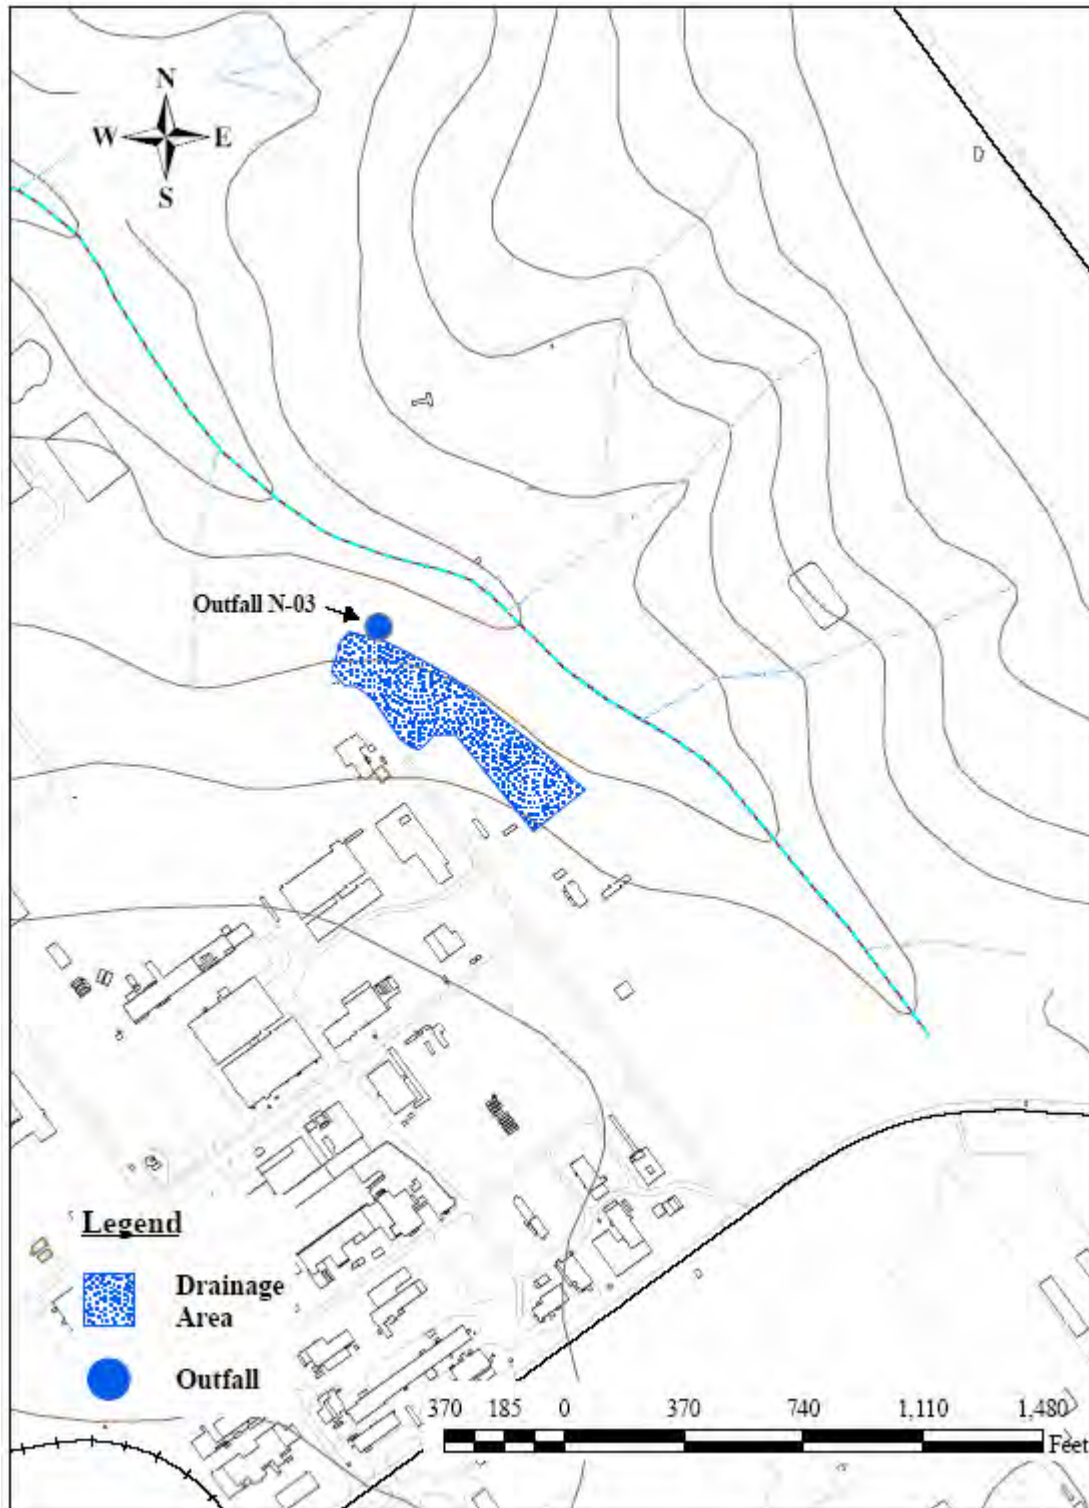 N
W E
S
Outfall N-03
Legend
Drainage
Area
Outfall
370 185 0 370 740 1,110 1,480
Feet